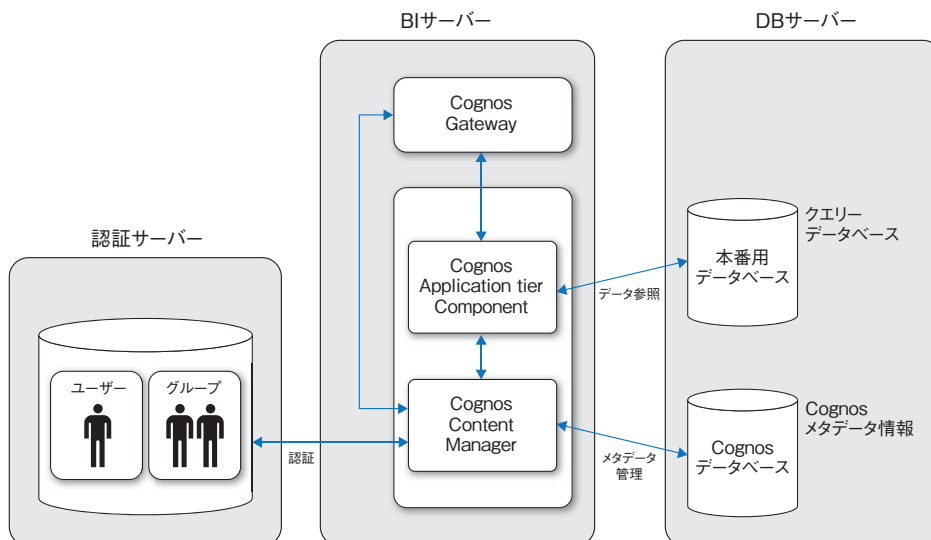 BIサーバー
DBサーバー
Cognos
Gateway
認証サーバー
クエリー
データベース
本番用
データベース
Cognos
Application tier
Component
データ参照
ユーザー
グループ
Cognos
Content
Manager
認証
メタデータ
管理
Cognos
データベース
Cognos
メタデータ情報